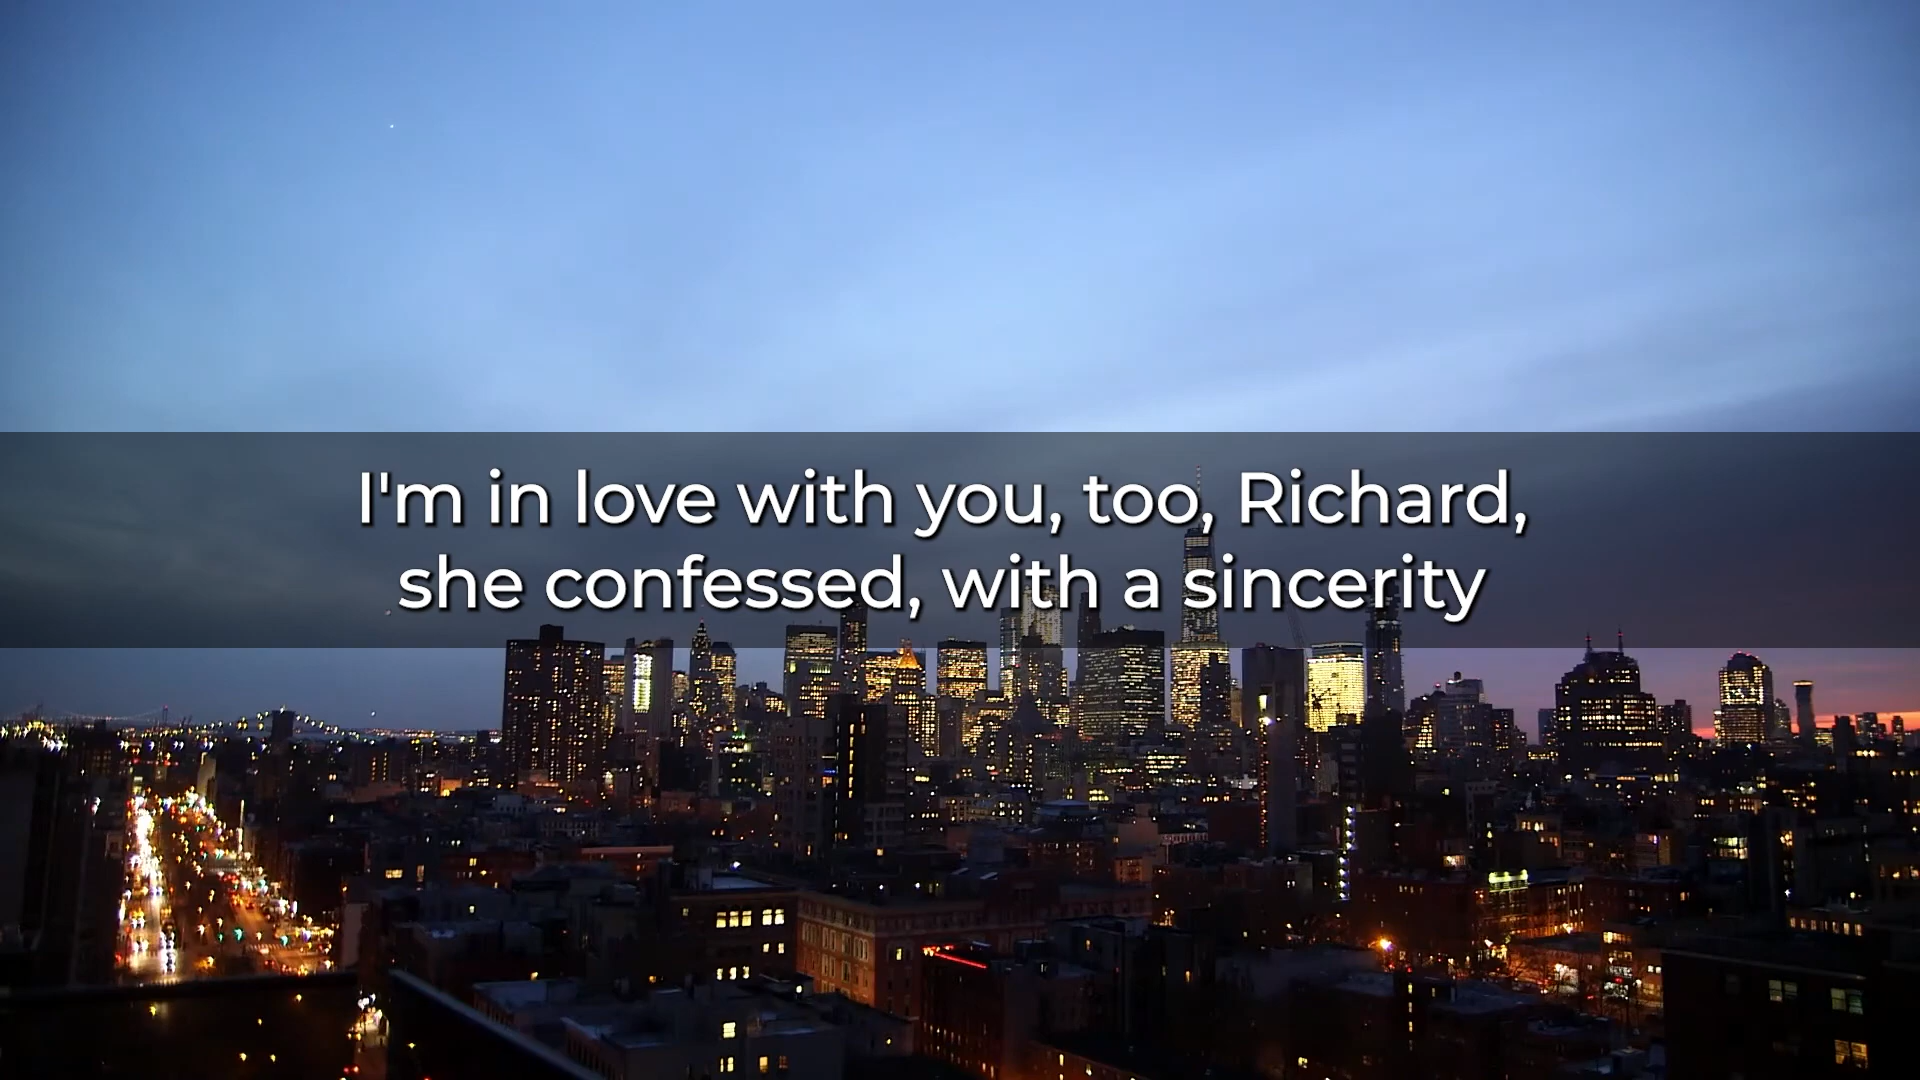 I'm in love with you, too, Richard,
she confessed, with a sincerity